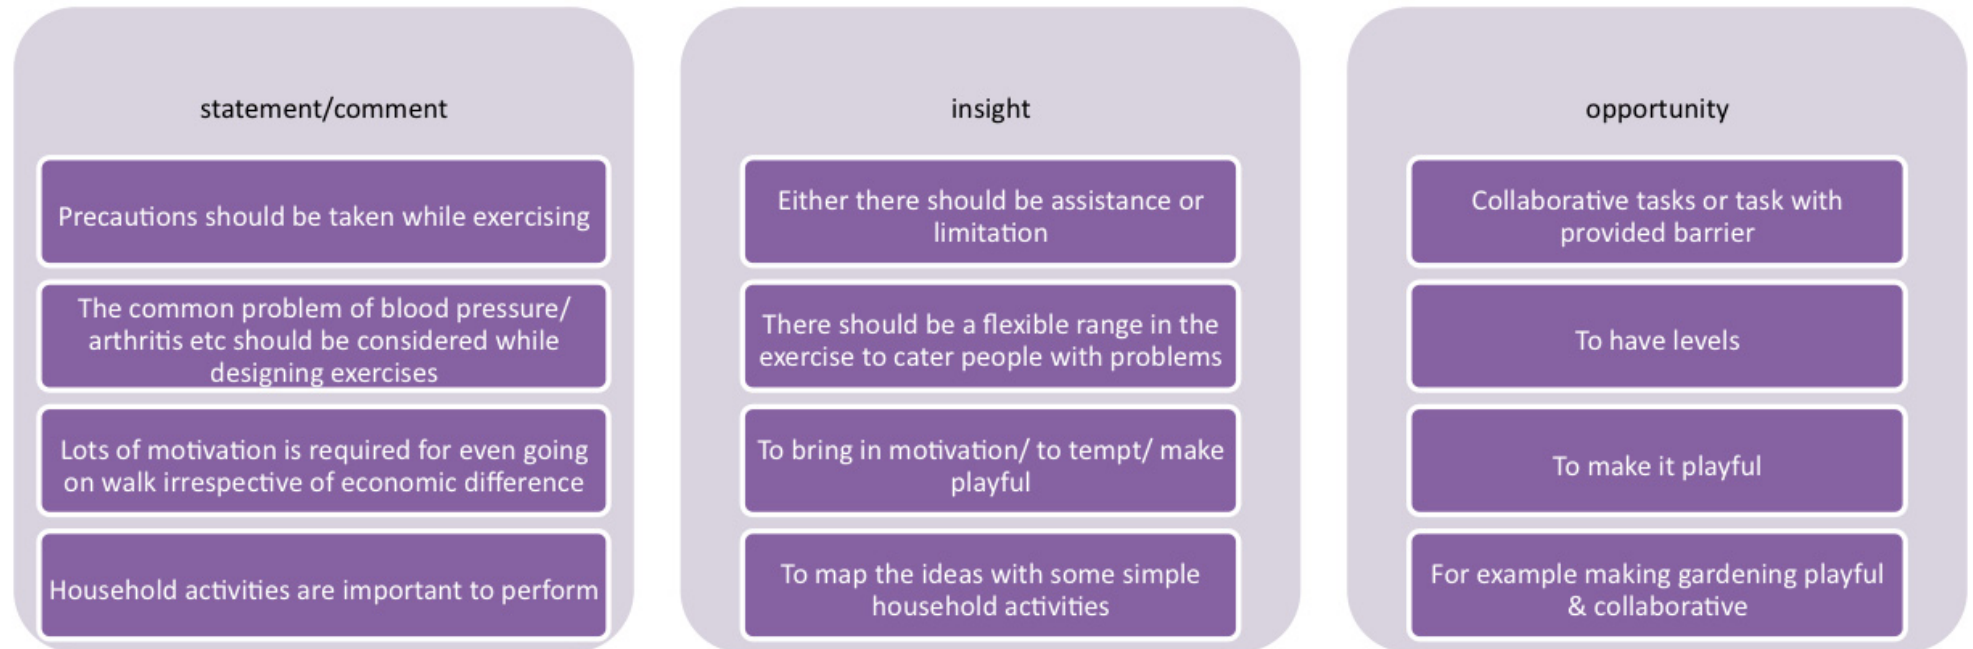 statement/comment
Precautions should be taken while exercising
The common problem of blood pressure/
arthritis etc should be considered while
designing exercises
Lots of motivation is required for even going
on walk irrespective of economic difference
Household activities are important to perform
insight
Either there should be assistance or
limitation
There should be a flexible range in the
exercise to cater people with problems
To bring in motivation/ to tempt/ make
playful
To map the ideas with some simple
household activities
opportunity
Collaborative tasks or task with
provided barrier
To have levels
To make it playful
For example making gardening playful
& collaborative